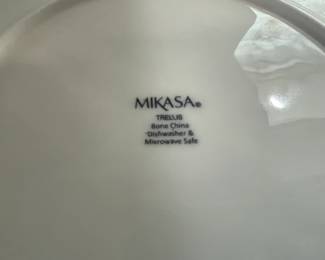 MIKASA®
TRELLIS
Bone China
Dishwasher &
Microwave Safe